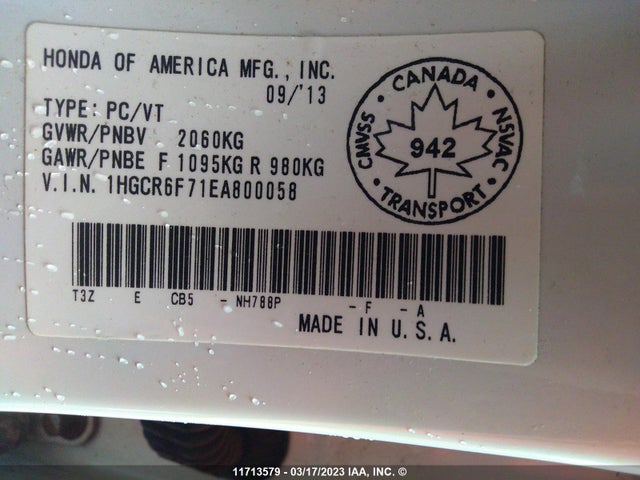 HONDA OF AMERICA MFG., INC.
09/'13
TYPE: PC/VT
GVWR/PNBV 2060KG
GAWR/PNBE F 1095KG R 980KG
V.I.N. 1HGCR6F71EA800058
CANADA
CMVSS
942
NSVAC
TRANSPORT
T3Z E CB5 - NH788P - F - A
MADE IN U.S.A.
11713579 - 03/17/2023 IAA, INC. ©